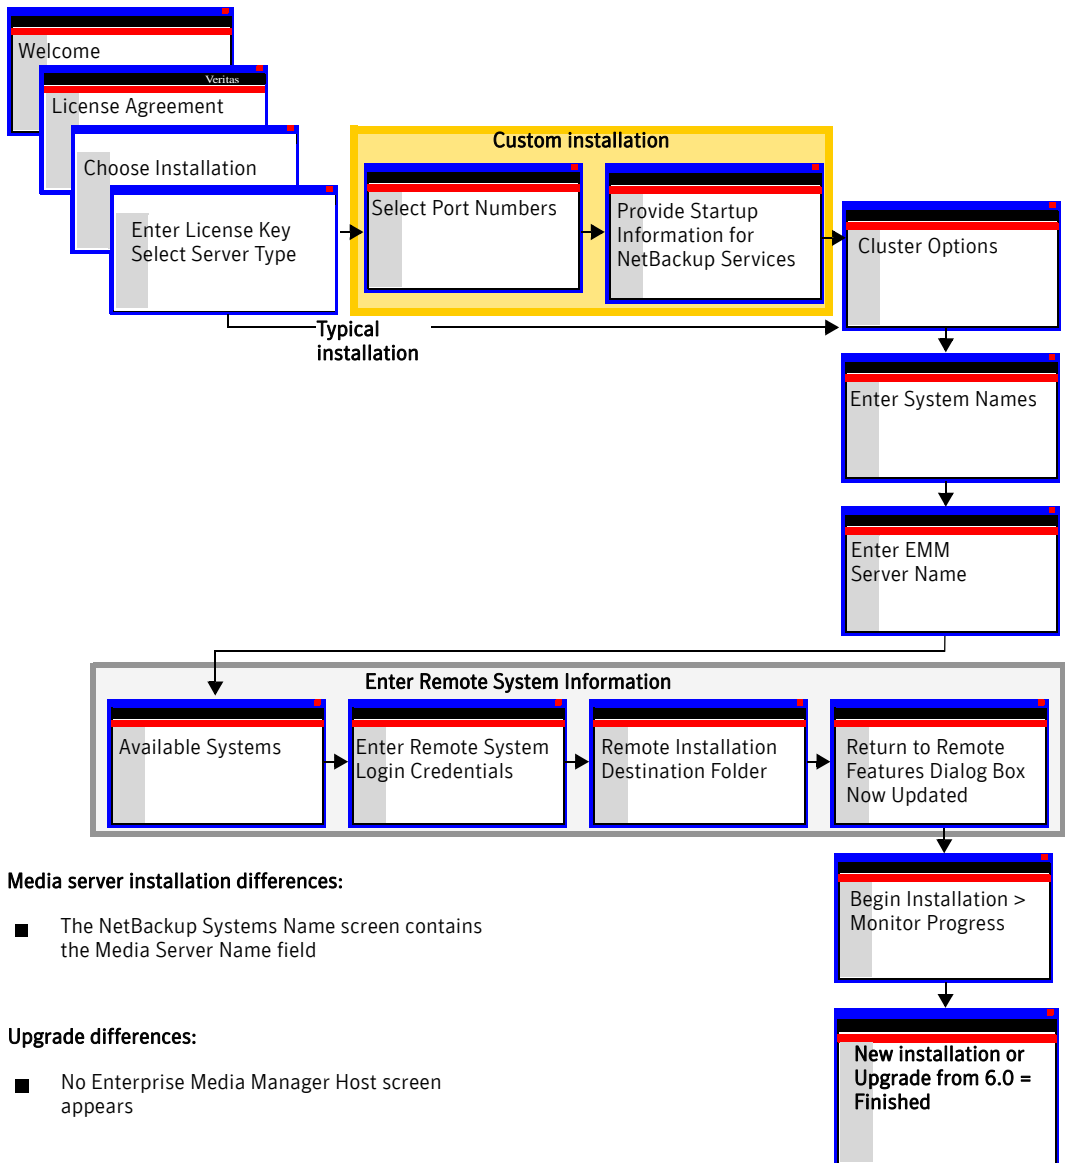 Welcome
Veritas
License Agreement
Choose Installation
Enter License Key
Select Server Type
Custom installation
Select Port Numbers
Provide Startup
Information for
NetBackup Services
Cluster Options
Typical
installation
Enter System Names
Enter EMM
Server Name
Enter Remote System Information
Available Systems
Enter Remote System
Login Credentials
Remote Installation
Destination Folder
Return to Remote
Features Dialog Box
Now Updated
Begin Installation >
Monitor Progress
New installation or
Upgrade from 6.0 =
Finished
Media server installation differences:
The NetBackup Systems Name screen contains
the Media Server Name field
Upgrade differences:
No Enterprise Media Manager Host screen
appears